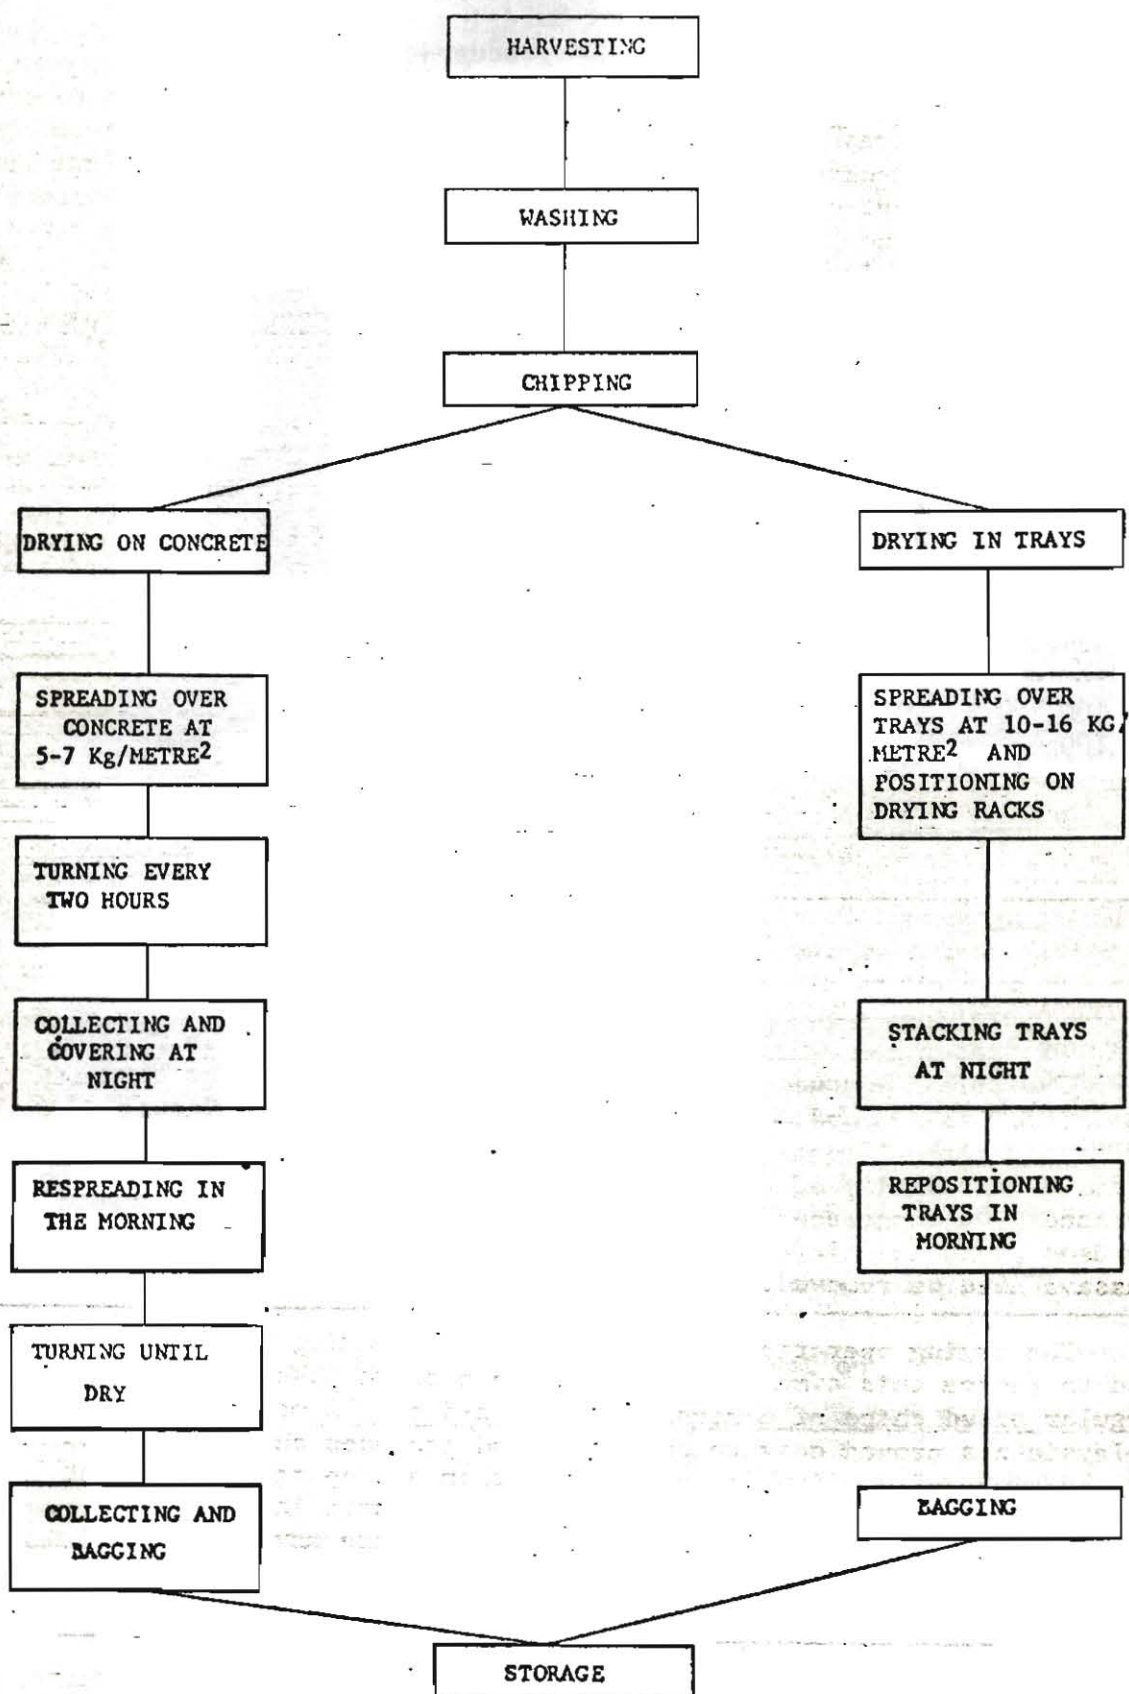 HARVESTING
WASHING
CHIPPING
DRYING ON CONCRETE
SPREADING OVER
CONCRETE AT
5-7 Kg/METRE²
TURNING EVERY
TWO HOURS
COLLECTING AND
COVERING AT
NIGHT
RESPREADING IN
THE MORNING
TURNING UNTIL
DRY
COLLECTING AND
BAGGING
DRYING IN TRAYS
SPREADING OVER
TRAYS AT 10-16 KG/
METRE² AND
POSITIONING ON
DRYING RACKS
STACKING TRAYS
AT NIGHT
REPOSITIONING
TRAYS IN
MORNING
BAGGING
STORAGE